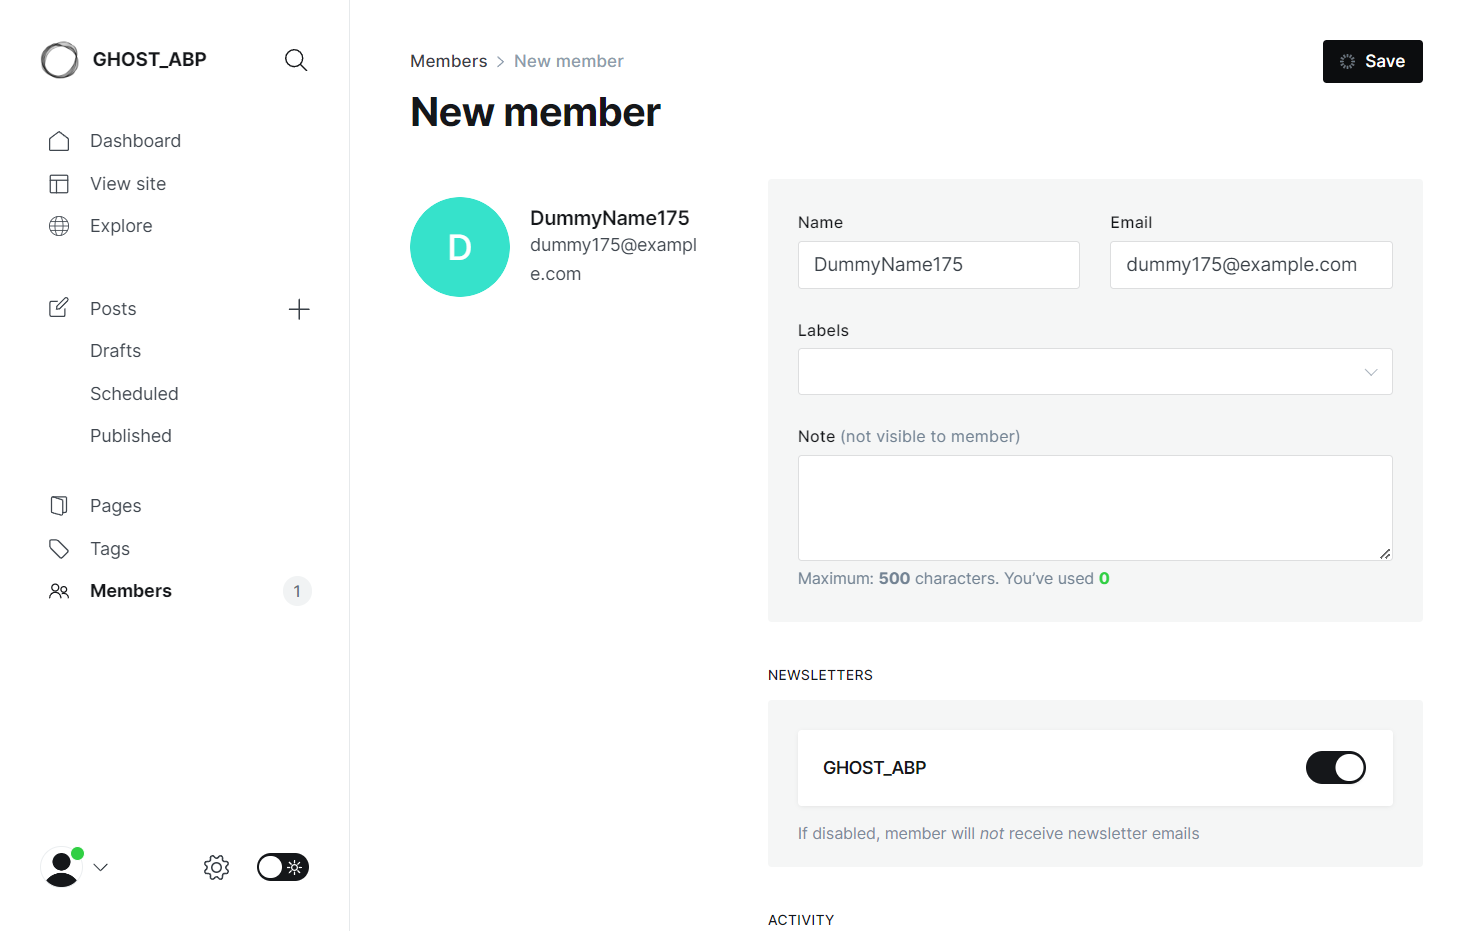 GHOST_ABP
Dashboard
View site
Explore
Posts
Drafts
Scheduled
Published
Pages
Tags
Members
1
Members > New member
Save
New member
D
DummyName175
dummy175@exampl
e.com
Name
Email
DummyName175
dummy175@example.com
Labels
Note (not visible to member)
Maximum: 500 characters. You’ve used 0
NEWSLETTERS
GHOST_ABP
If disabled, member will not receive newsletter emails
ACTIVITY